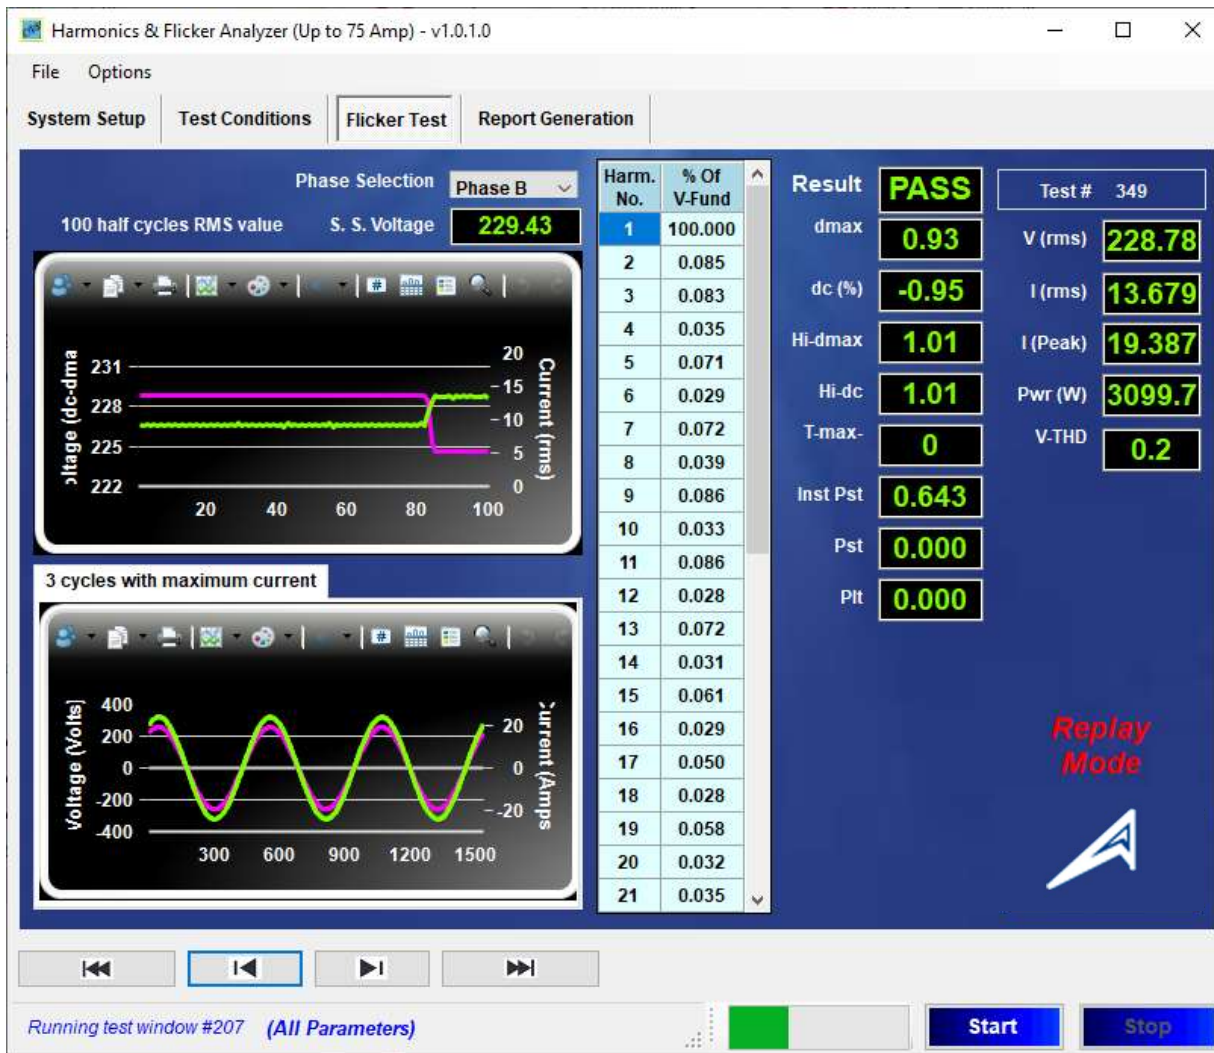 Harmonics & Flicker Analyzer (Up to 75 Amp) - v1.0.1.0
File Options
System Setup Test Conditions Flicker Test Report Generation
Phase Selection Phase B
100 half cycles RMS value S. S. Voltage 229.43
oltage (dc-dma
231
228
225
222
20
15
10
5
0
Current (rms)
20 40 60 80 100
3 cycles with maximum current
Voltage (Volts)
400
200
0
-200
-400
20
0
-20
Current (Amps
300 600 900 1200 1500
Harm. No. % Of V-Fund
1 100.000
2 0.085
3 0.083
4 0.035
5 0.071
6 0.029
7 0.072
8 0.039
9 0.086
10 0.033
11 0.086
12 0.028
13 0.072
14 0.031
15 0.061
16 0.029
17 0.050
18 0.028
19 0.058
20 0.032
21 0.035
Result PASS
dmax 0.93
dc (%) -0.95
Hi-dmax 1.01
Hi-dc 1.01
T-max- 0
Inst Pst 0.643
Pst 0.000
Plt 0.000
Test # 349
V (rms) 228.78
I (rms) 13.679
I (Peak) 19.387
Pwr (W) 3099.7
V-THD 0.2
Replay
Mode
Running test window #207 (All Parameters)
Start Stop